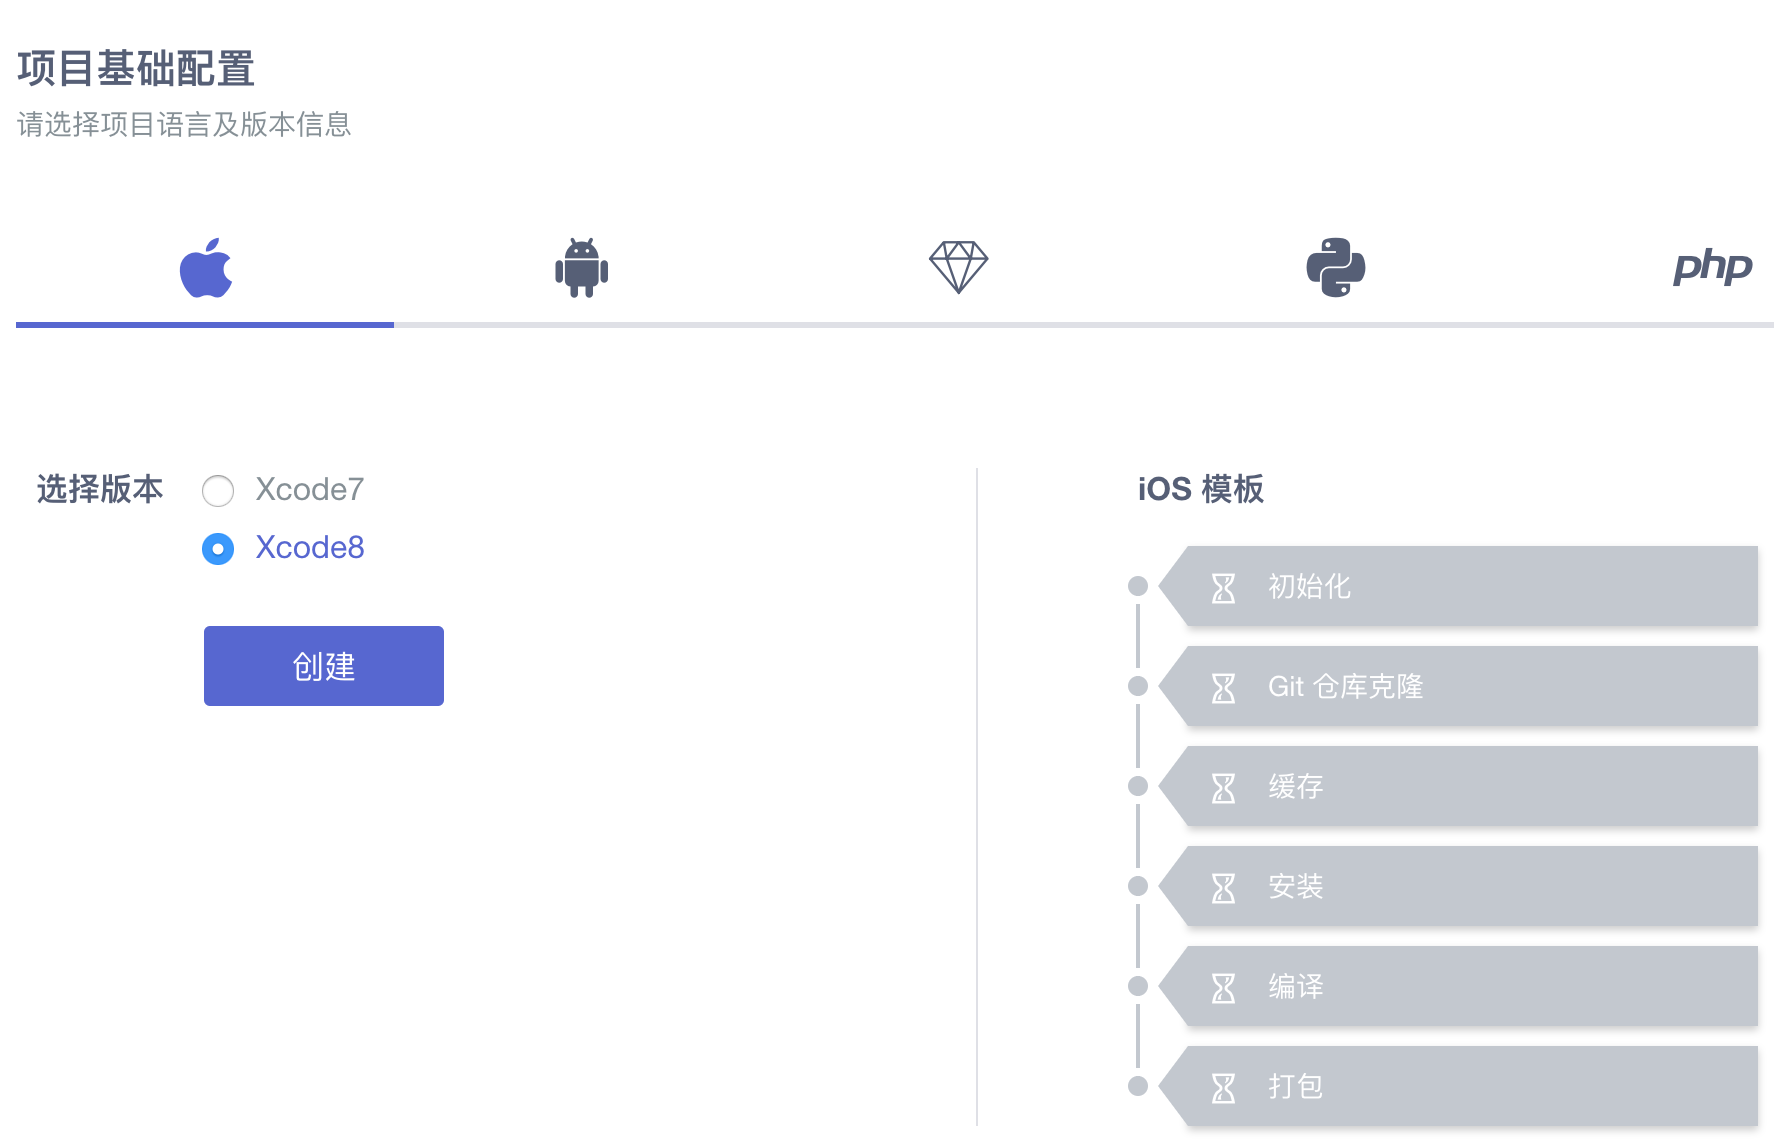 项目基础配置
请选择项目语言及版本信息
php
选择版本
Xcode7
Xcode8
创建
iOS 模板
初始化
Git 仓库克隆
缓存
安装
编译
打包